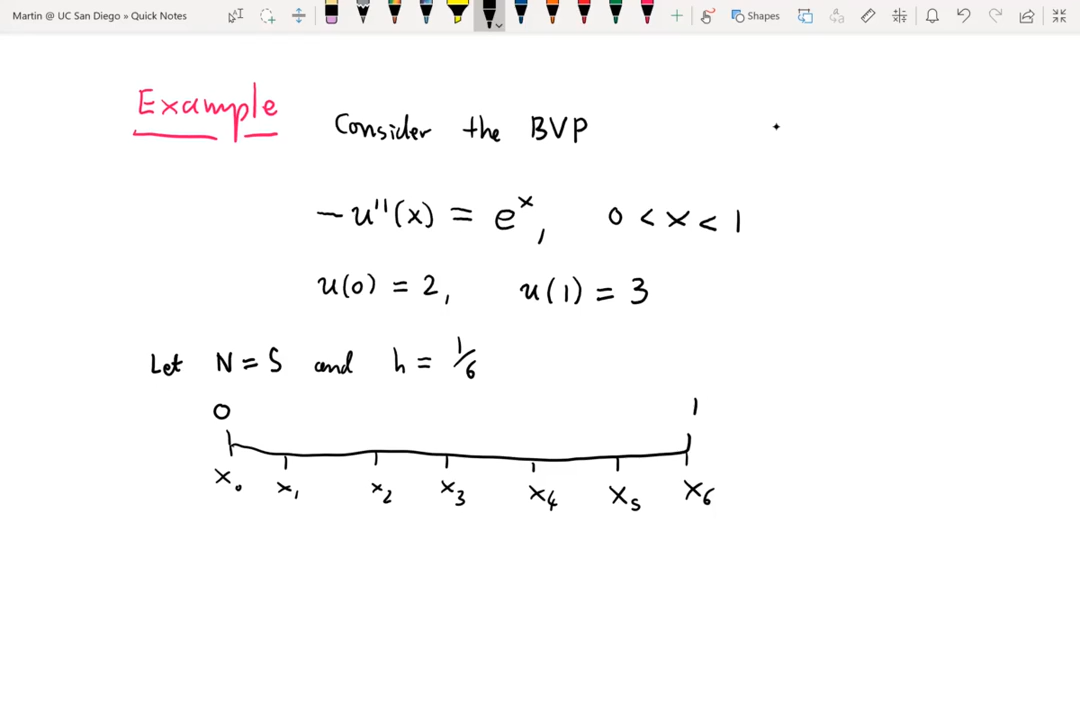 Martin @ UC San Diego » Quick Notes
Shapes
Example
Consider the BVP
-u''(x) = e^x, 0 < x < 1
u(0) = 2, u(1) = 3
Let N = 5 and h = 1/6
0 1
x₀ x₁ x₂ x₃ x₄ x₅ x₆